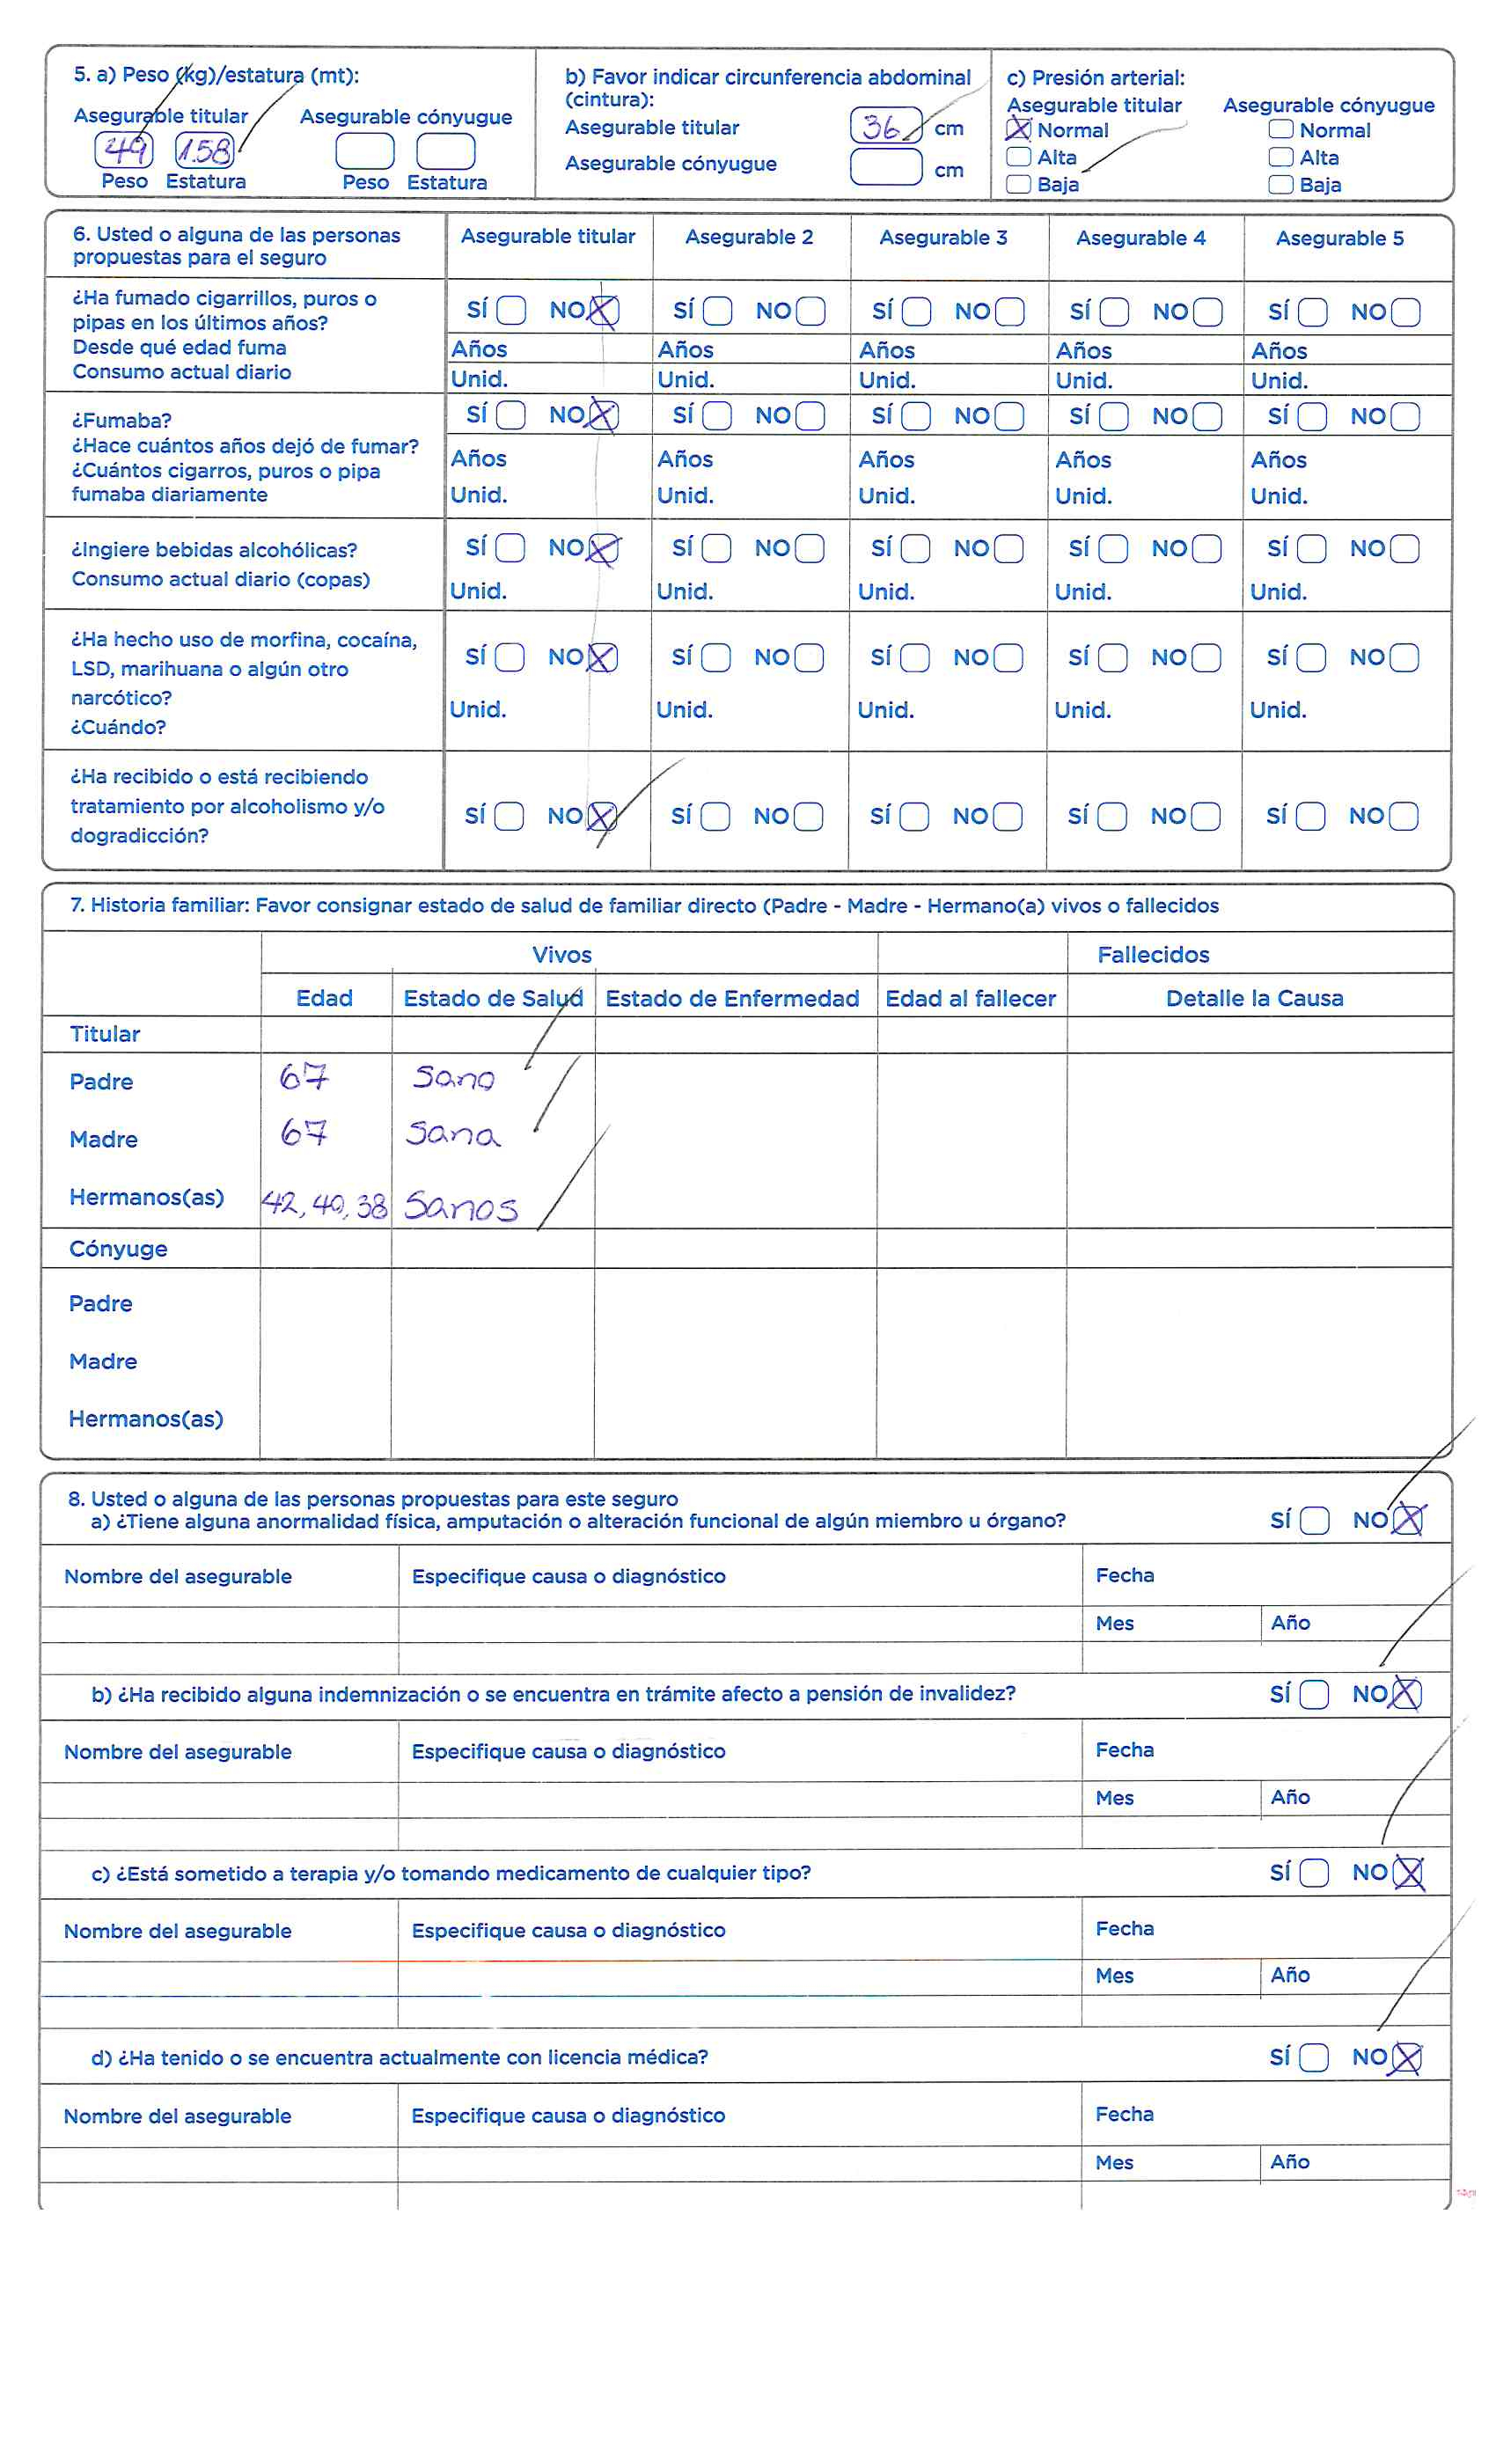 5. a) Peso (kg)/estatura (mt):
Asegurable titular Asegurable cónyugue
49 1.58
Peso Estatura Peso Estatura
b) Favor indicar circunferencia abdominal
(cintura):
Asegurable titular 36 cm
Asegurable cónyugue cm
c) Presión arterial:
Asegurable titular Asegurable cónyugue
Normal Normal
Alta Alta
Baja Baja
6. Usted o alguna de las personas
propuestas para el seguro
Asegurable titular Asegurable 2 Asegurable 3 Asegurable 4 Asegurable 5
¿Ha fumado cigarrillos, puros o
pipas en los últimos años?
SÍ NO SÍ NO SÍ NO SÍ NO SÍ NO
Desde qué edad fuma
Años Años Años Años Años
Consumo actual diario
Unid. Unid. Unid. Unid. Unid.
¿Fumaba?
SÍ NO SÍ NO SÍ NO SÍ NO SÍ NO
¿Hace cuántos años dejó de fumar?
Años Años Años Años Años
¿Cuántos cigarros, puros o pipa
fumaba diariamente
Unid. Unid. Unid. Unid. Unid.
¿Ingiere bebidas alcohólicas?
SÍ NO SÍ NO SÍ NO SÍ NO SÍ NO
Consumo actual diario (copas)
Unid. Unid. Unid. Unid. Unid.
¿Ha hecho uso de morfina, cocaína,
LSD, marihuana o algún otro
narcótico?
SÍ NO SÍ NO SÍ NO SÍ NO SÍ NO
¿Cuándo?
Unid. Unid. Unid. Unid. Unid.
¿Ha recibido o está recibiendo
tratamiento por alcoholismo y/o
dogradicción?
SÍ NO SÍ NO SÍ NO SÍ NO SÍ NO
7. Historia familiar: Favor consignar estado de salud de familiar directo (Padre - Madre - Hermano(a) vivos o fallecidos
Vivos Fallecidos
Edad Estado de Salud Estado de Enfermedad Edad al fallecer Detalle la Causa
Titular
Padre 67 Sano
Madre 67 Sana
Hermanos(as) 42, 40, 38 Sanos
Cónyuge
Padre
Madre
Hermanos(as)
8. Usted o alguna de las personas propuestas para este seguro
a) ¿Tiene alguna anormalidad física, amputación o alteración funcional de algún miembro u órgano? SÍ NO
Nombre del asegurable Especifique causa o diagnóstico Fecha
Mes Año
b) ¿Ha recibido alguna indemnización o se encuentra en trámite afecto a pensión de invalidez? SÍ NO
Nombre del asegurable Especifique causa o diagnóstico Fecha
Mes Año
c) ¿Está sometido a terapia y/o tomando medicamento de cualquier tipo? SÍ NO
Nombre del asegurable Especifique causa o diagnóstico Fecha
Mes Año
d) ¿Ha tenido o se encuentra actualmente con licencia médica? SÍ NO
Nombre del asegurable Especifique causa o diagnóstico Fecha
Mes Año